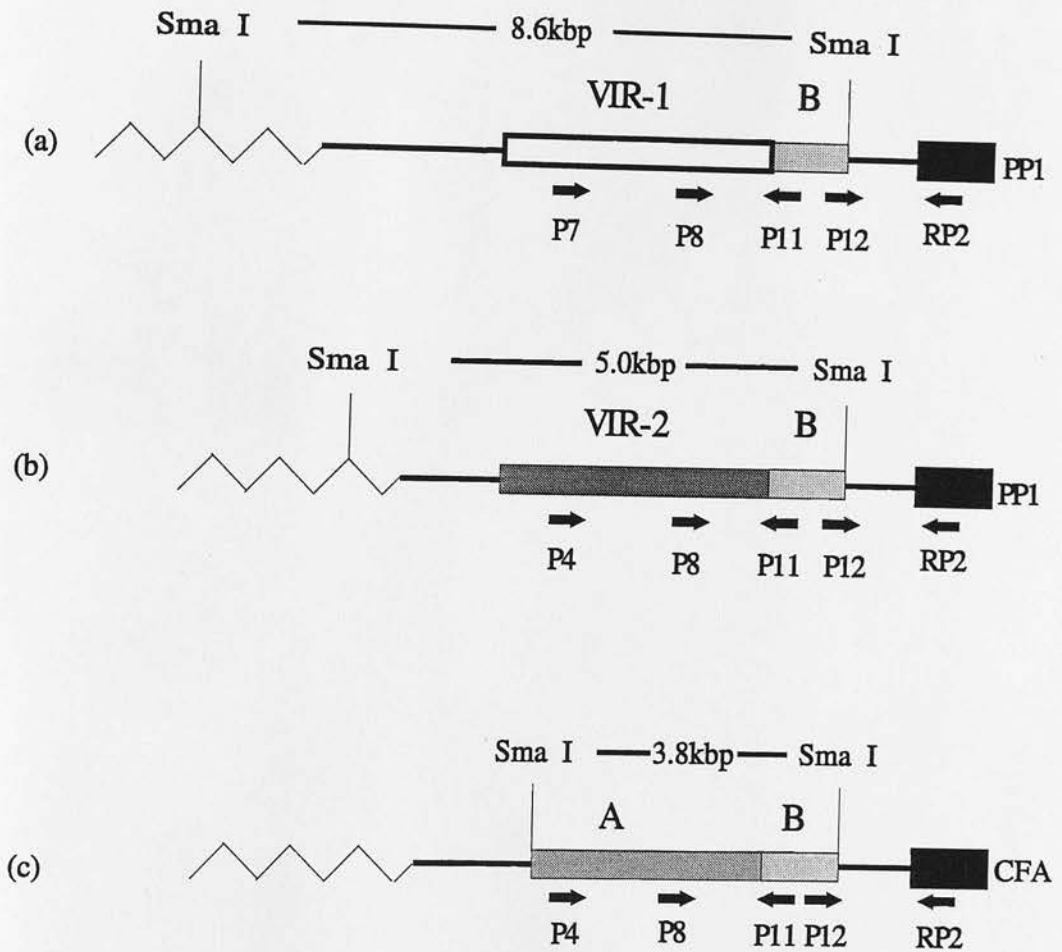 Sma I 8.6kbp Sma I
VIR-1 B
(a) PP1
P7 P8 P11 P12 RP2
Sma I 5.0kbp Sma I
VIR-2 B
(b) PP1
P4 P8 P11 P12 RP2
Sma I 3.8kbp Sma I
A B
(c) CFA
P4 P8 P11 P12 RP2